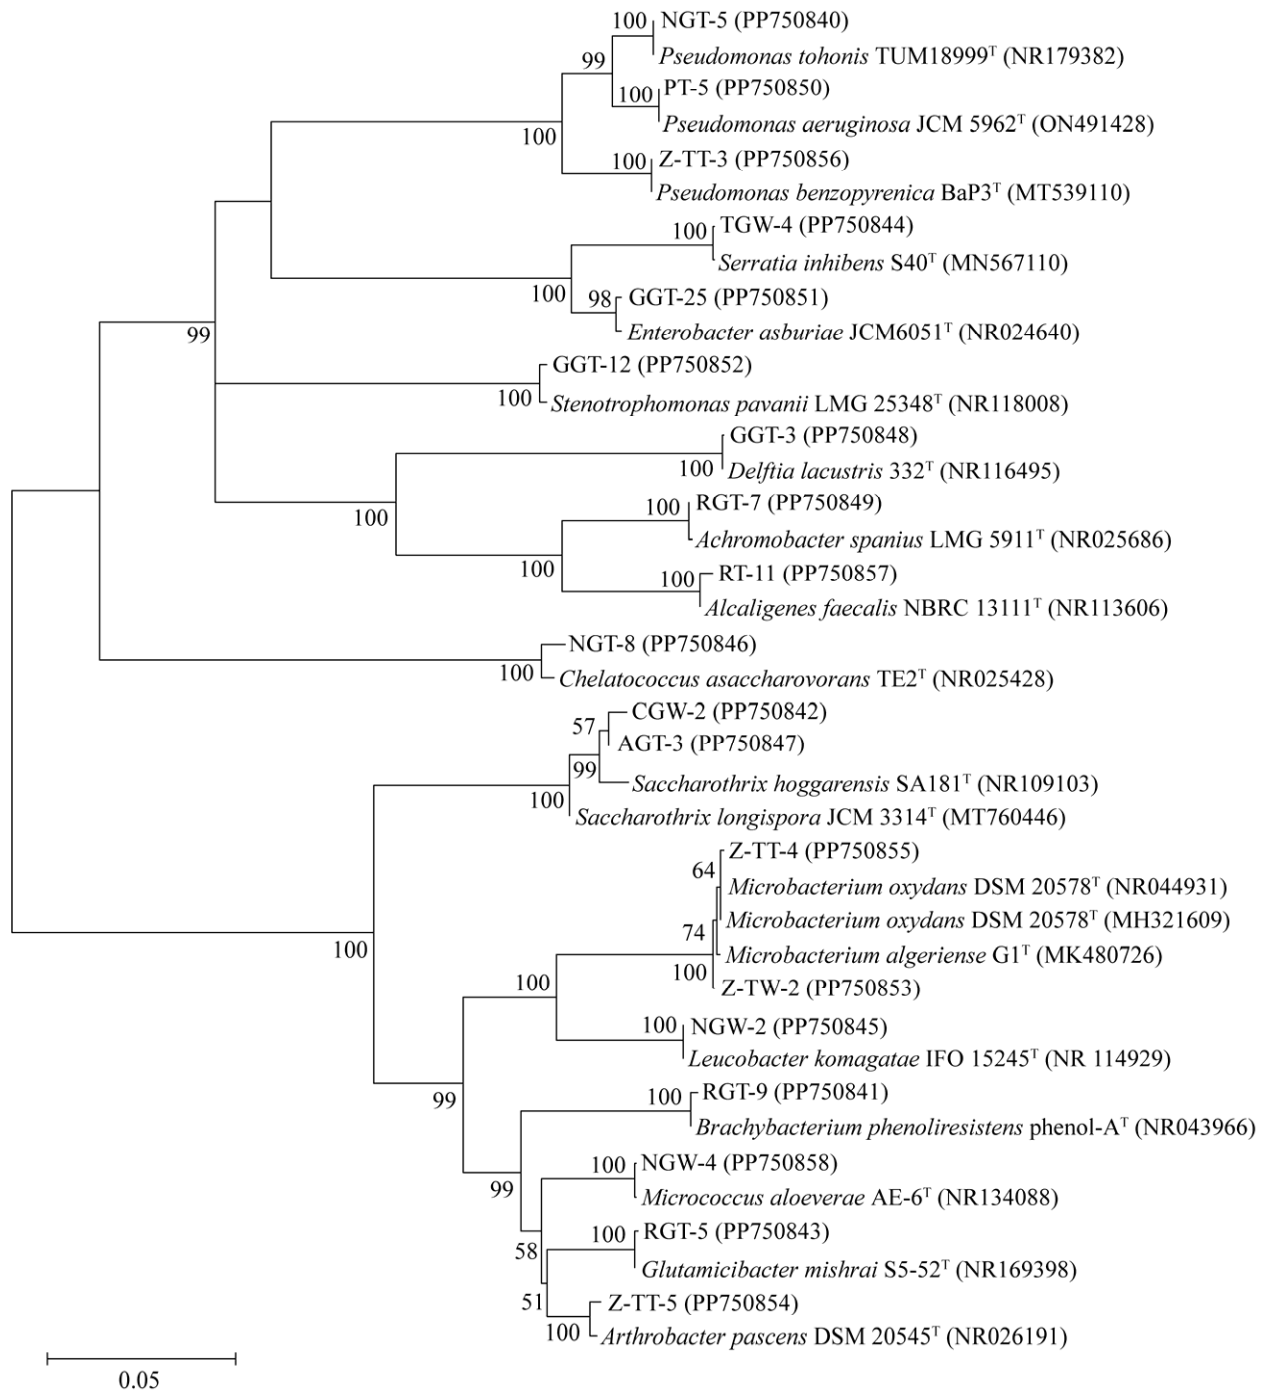 100 NGT-5 (PP750840)
Pseudomonas tohonis TUM18999ᵀ (NR179382)
99
100 PT-5 (PP750850)
Pseudomonas aeruginosa JCM 5962ᵀ (ON491428)
100
100 Z-TT-3 (PP750856)
Pseudomonas benzopyrenica BaP3ᵀ (MT539110)
100 TGW-4 (PP750844)
Serratia inhibens S40ᵀ (MN567110)
100
98 GGT-25 (PP750851)
Enterobacter asburiae JCM6051ᵀ (NR024640)
99
GGT-12 (PP750852)
100 Stenotrophomonas pavanii LMG 25348ᵀ (NR118008)
GGT-3 (PP750848)
100 Delftia lacustris 332ᵀ (NR116495)
100
100 RGT-7 (PP750849)
Achromobacter spanius LMG 5911ᵀ (NR025686)
100
100 RT-11 (PP750857)
Alcaligenes faecalis NBRC 13111ᵀ (NR113606)
NGT-8 (PP750846)
100 Chelatococcus asaccharovorans TE2ᵀ (NR025428)
57 CGW-2 (PP750842)
AGT-3 (PP750847)
99 Saccharothrix hoggarensis SA181ᵀ (NR109103)
100 Saccharothrix longispora JCM 3314ᵀ (MT760446)
Z-TT-4 (PP750855)
64
Microbacterium oxydans DSM 20578ᵀ (NR044931)
Microbacterium oxydans DSM 20578ᵀ (MH321609)
74
Microbacterium algeriense G1ᵀ (MK480726)
100
Z-TW-2 (PP750853)
100
100
100 NGW-2 (PP750845)
Leucobacter komagatae IFO 15245ᵀ (NR 114929)
99
100 RGT-9 (PP750841)
Brachybacterium phenoliresistens phenol-Aᵀ (NR043966)
100 NGW-4 (PP750858)
99
Micrococcus aloeverae AE-6ᵀ (NR134088)
100 RGT-5 (PP750843)
58
Glutamicibacter mishrai S5-52ᵀ (NR169398)
51 Z-TT-5 (PP750854)
100 Arthrobacter pascens DSM 20545ᵀ (NR026191)
0.05